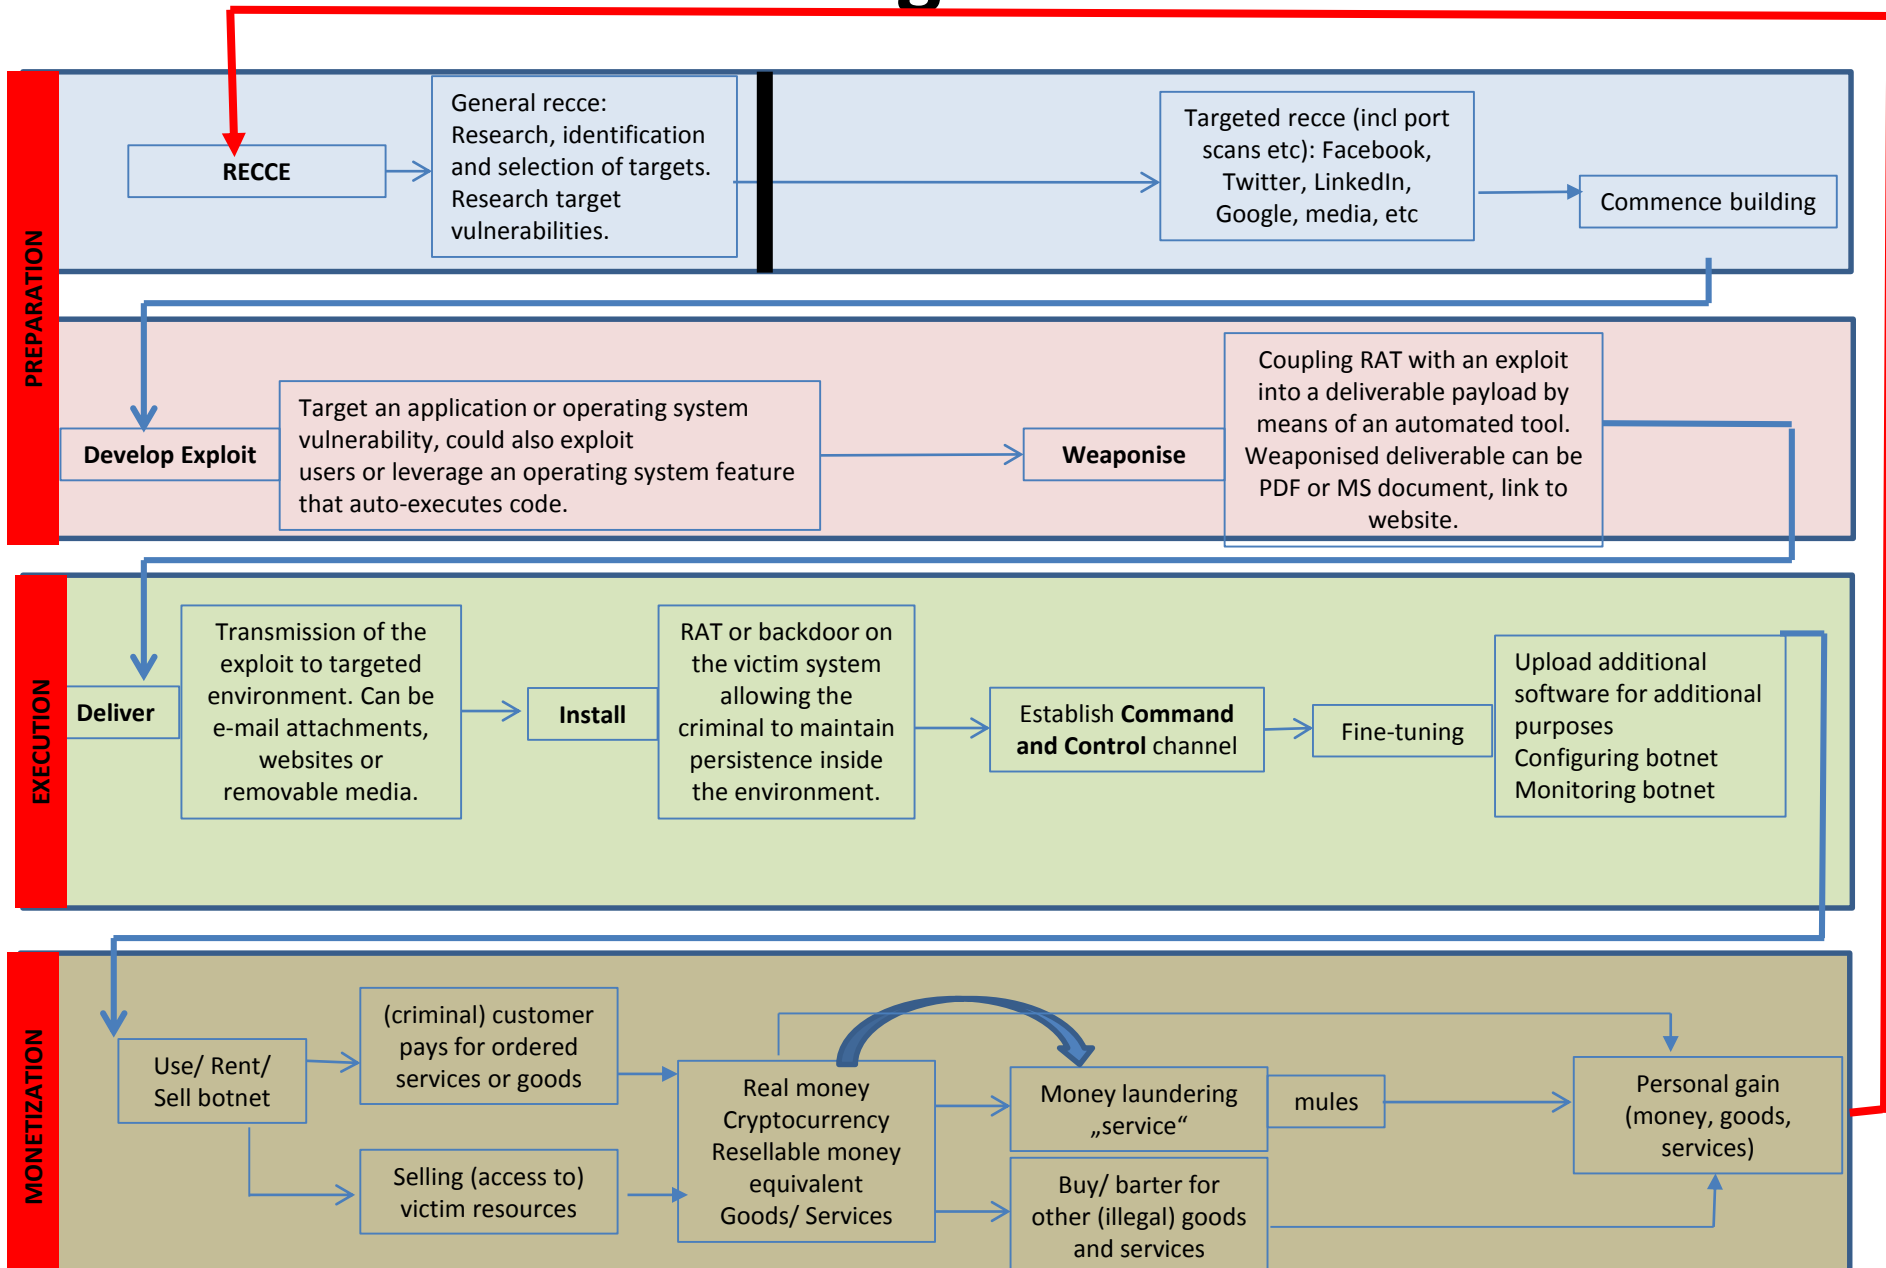 g
PREPARATION
RECCE
General recce:
Research, identification
and selection of targets.
Research target
vulnerabilities.
Targeted recce (incl port
scans etc): Facebook,
Twitter, LinkedIn,
Google, media, etc
Commence building
Develop Exploit
Target an application or operating system
vulnerability, could also exploit
users or leverage an operating system feature
that auto-executes code.
Weaponise
Coupling RAT with an exploit
into a deliverable payload by
means of an automated tool.
Weaponised deliverable can be
PDF or MS document, link to
website.
EXECUTION
Deliver
Transmission of the
exploit to targeted
environment. Can be
e-mail attachments,
websites or
removable media.
Install
RAT or backdoor on
the victim system
allowing the
criminal to maintain
persistence inside
the environment.
Establish Command
and Control channel
Fine-tuning
Upload additional
software for additional
purposes
Configuring botnet
Monitoring botnet
MONETIZATION
Use/ Rent/
Sell botnet
(criminal) customer
pays for ordered
services or goods
Selling (access to)
victim resources
Real money
Cryptocurrency
Resellable money
equivalent
Goods/ Services
Money laundering
„service“
mules
Buy/ barter for
other (illegal) goods
and services
Personal gain
(money, goods,
services)